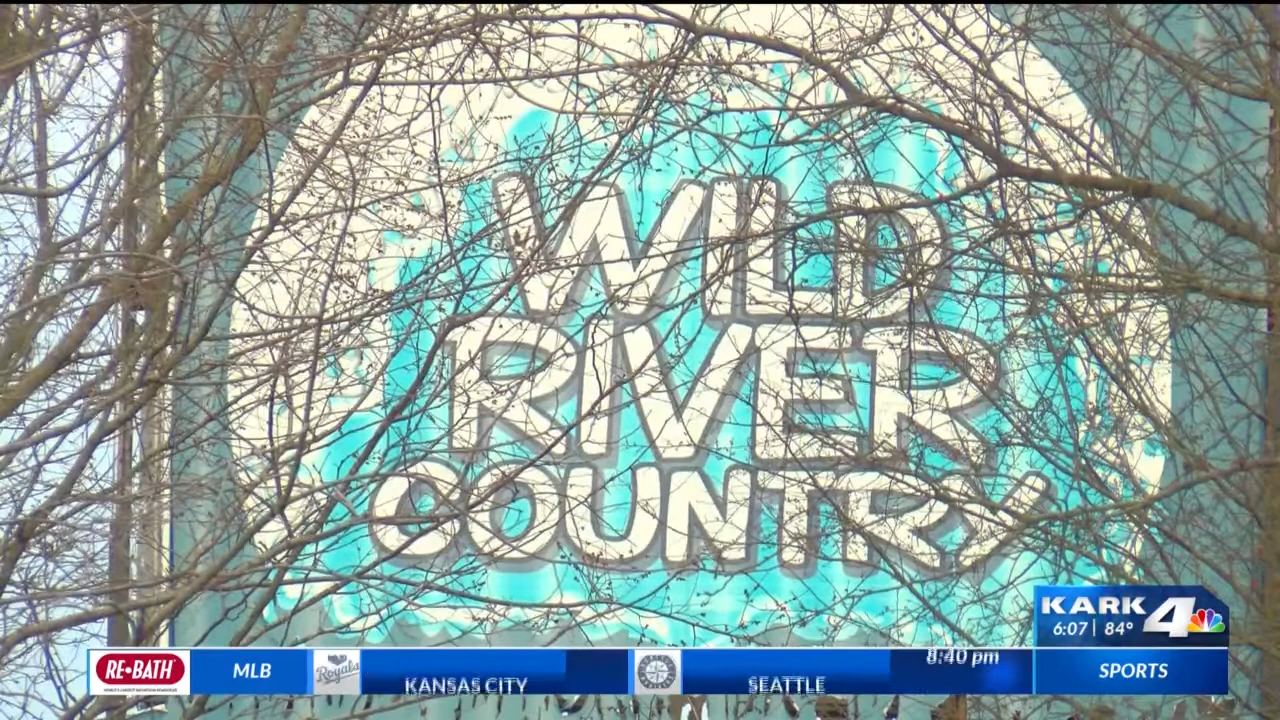 WILD
RIVER
COUNTRY
KARK 4
6:07 | 84°
RE•BATH
MLB
Royals
KANSAS CITY
SEATTLE
8:40 pm
SPORTS